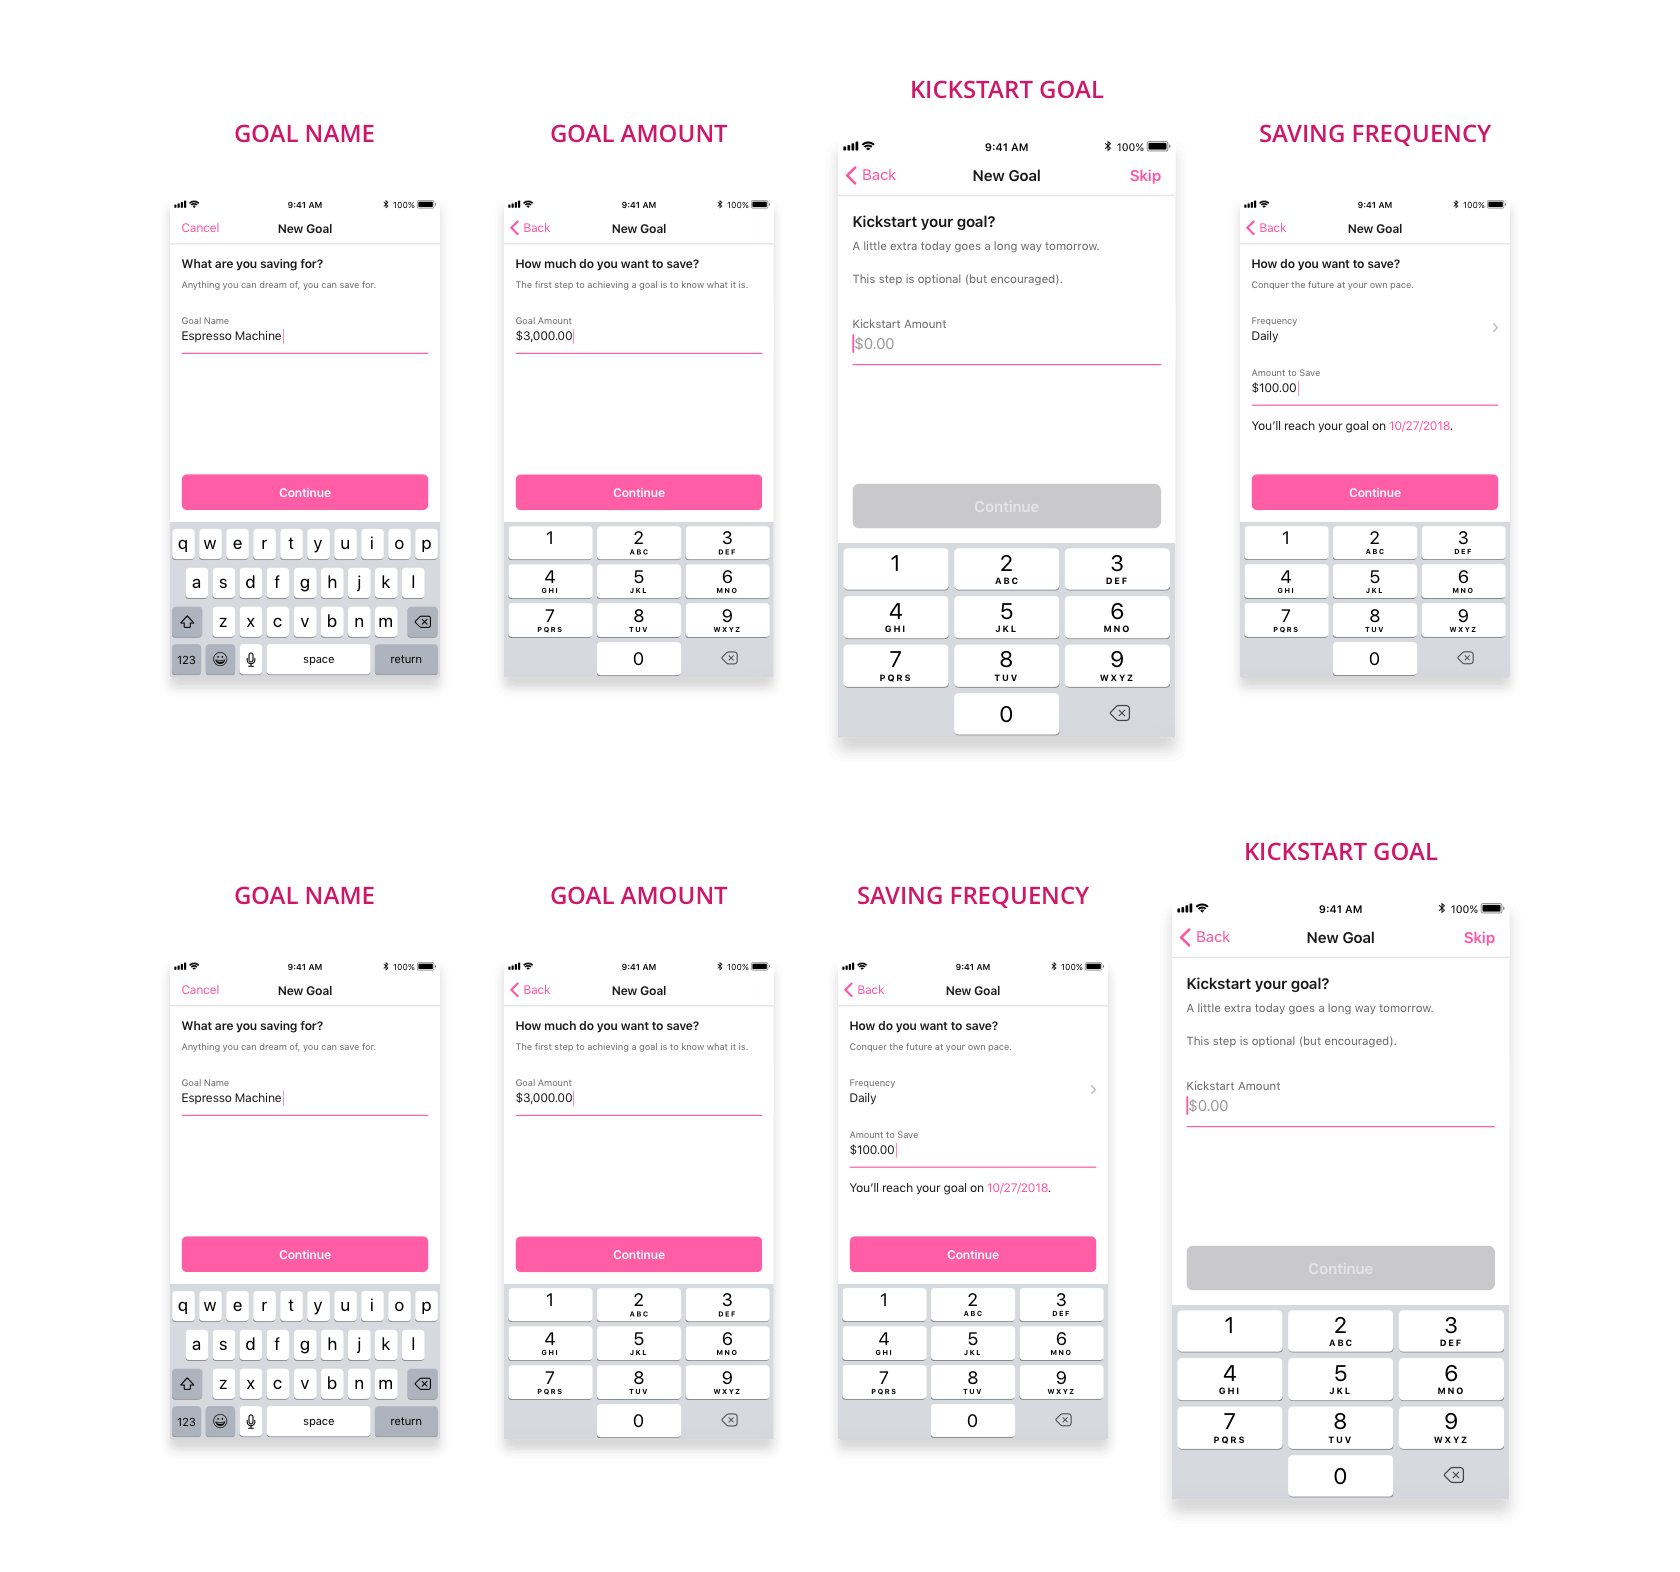 KICKSTART GOAL
GOAL NAME
GOAL AMOUNT
SAVING FREQUENCY
9:41 AM
100%
Cancel
New Goal
What are you saving for?
Anything you can dream of, you can save for.
Goal Name
Espresso Machine
Continue
q w e r t y u i o p
a s d f g h j k l
z x c v b n m
123 space return
9:41 AM
100%
Back
New Goal
How much do you want to save?
The first step to achieving a goal is to know what it is.
Goal Amount
$3,000.00
Continue
1 2 3
ABC DEF
4 5 6
GHI JKL MNO
7 8 9
PQRS TUV WXYZ
0
9:41 AM
100%
Back
New Goal
Skip
Kickstart your goal?
A little extra today goes a long way tomorrow.
This step is optional (but encouraged).
Kickstart Amount
$0.00
Continue
1 2 3
ABC DEF
4 5 6
GHI JKL MNO
7 8 9
PQRS TUV WXYZ
0
9:41 AM
100%
Back
New Goal
How do you want to save?
Conquer the future at your own pace.
Frequency
Daily
Amount to Save
$100.00
You'll reach your goal on 10/27/2018.
Continue
1 2 3
ABC DEF
4 5 6
GHI JKL MNO
7 8 9
PQRS TUV WXYZ
0
KICKSTART GOAL
GOAL NAME
GOAL AMOUNT
SAVING FREQUENCY
9:41 AM
100%
Cancel
New Goal
What are you saving for?
Anything you can dream of, you can save for.
Goal Name
Espresso Machine
Continue
q w e r t y u i o p
a s d f g h j k l
z x c v b n m
123 space return
9:41 AM
100%
Back
New Goal
How much do you want to save?
The first step to achieving a goal is to know what it is.
Goal Amount
$3,000.00
Continue
1 2 3
ABC DEF
4 5 6
GHI JKL MNO
7 8 9
PQRS TUV WXYZ
0
9:41 AM
100%
Back
New Goal
How do you want to save?
Conquer the future at your own pace.
Frequency
Daily
Amount to Save
$100.00
You'll reach your goal on 10/27/2018.
Continue
1 2 3
ABC DEF
4 5 6
GHI JKL MNO
7 8 9
PQRS TUV WXYZ
0
9:41 AM
100%
Back
New Goal
Skip
Kickstart your goal?
A little extra today goes a long way tomorrow.
This step is optional (but encouraged).
Kickstart Amount
$0.00
Continue
1 2 3
ABC DEF
4 5 6
GHI JKL MNO
7 8 9
PQRS TUV WXYZ
0